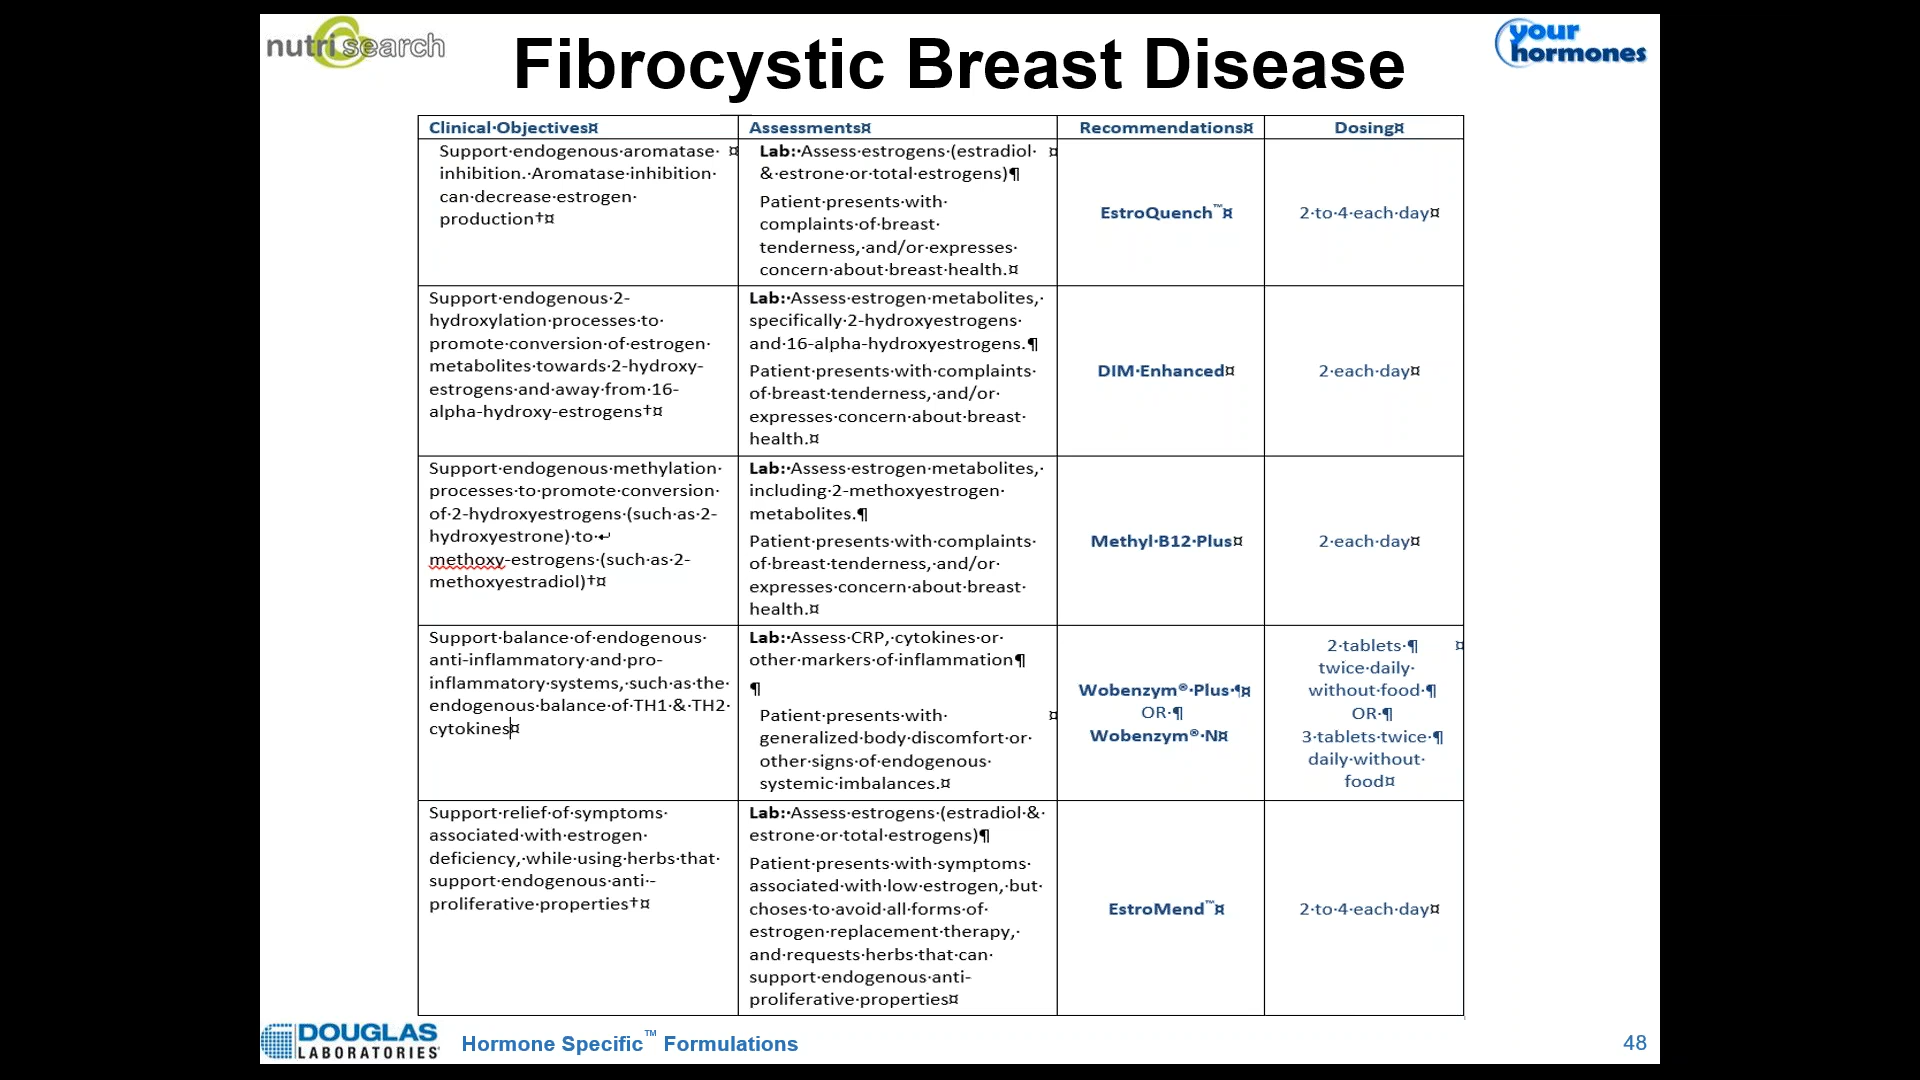 nutrisearch
Fibrocystic Breast Disease
your
hormones
Clinical·Objectives¤
Assessments¤
Recommendations¤
Dosing¤
Support·endogenous·aromatase· ¤
inhibition.·Aromatase·inhibition·
can·decrease·estrogen·
production†¤
Lab:·Assess·estrogens·(estradiol· ¤
&·estrone·or·total·estrogens)¶
Patient·presents·with·
complaints·of·breast·
tenderness,·and/or·expresses·
concern·about·breast·health.¤
EstroQuench™¤
2·to·4·each·day¤
Support·endogenous·2-
hydroxylation·processes·to·
promote·conversion·of·estrogen·
metabolites·towards·2-hydroxy-
estrogens·and·away·from·16-
alpha-hydroxy-estrogens†¤
Lab:·Assess·estrogen·metabolites,·
specifically·2-hydroxyestrogens·
and·16-alpha-hydroxyestrogens.¶
Patient·presents·with·complaints·
of·breast·tenderness,·and/or·
expresses·concern·about·breast·
health.¤
DIM·Enhanced¤
2·each·day¤
Support·endogenous·methylation·
processes·to·promote·conversion·
of·2-hydroxyestrogens·(such·as·2-
hydroxyestrone)·to·↵
methoxy-estrogens·(such·as·2-
methoxyestradiol)†¤
Lab:·Assess·estrogen·metabolites,·
including·2-methoxyestrogen·
metabolites.¶
Patient·presents·with·complaints·
of·breast·tenderness,·and/or·
expresses·concern·about·breast·
health.¤
Methyl·B12·Plus¤
2·each·day¤
Support·balance·of·endogenous·
anti-inflammatory·and·pro-
inflammatory·systems,·such·as·the·
endogenous·balance·of·TH1·&·TH2·
cytokines¤
Lab:·Assess·CRP,·cytokines·or·
other·markers·of·inflammation¶
¶
Patient·presents·with· ¤
generalized·body·discomfort·or·
other·signs·of·endogenous·
systemic·imbalances.¤
Wobenzym®·Plus·¶¤
OR·¶
Wobenzym®·N¤
2·tablets·¶ ¤
twice·daily·
without·food·¶
OR·¶
3·tablets·twice·¶
daily·without·
food¤
Support·relief·of·symptoms·
associated·with·estrogen·
deficiency,·while·using·herbs·that·
support·endogenous·anti-­
proliferative·properties†¤
Lab:·Assess·estrogens·(estradiol·&·
estrone·or·total·estrogens)¶
Patient·presents·with·symptoms·
associated·with·low·estrogen,·but·
choses·to·avoid·all·forms·of·
estrogen·replacement·therapy,·
and·requests·herbs·that·can·
support·endogenous·anti-
proliferative·properties¤
EstroMend™¤
2·to·4·each·day¤
DOUGLAS
LABORATORIES®
Hormone Specific™ Formulations
48